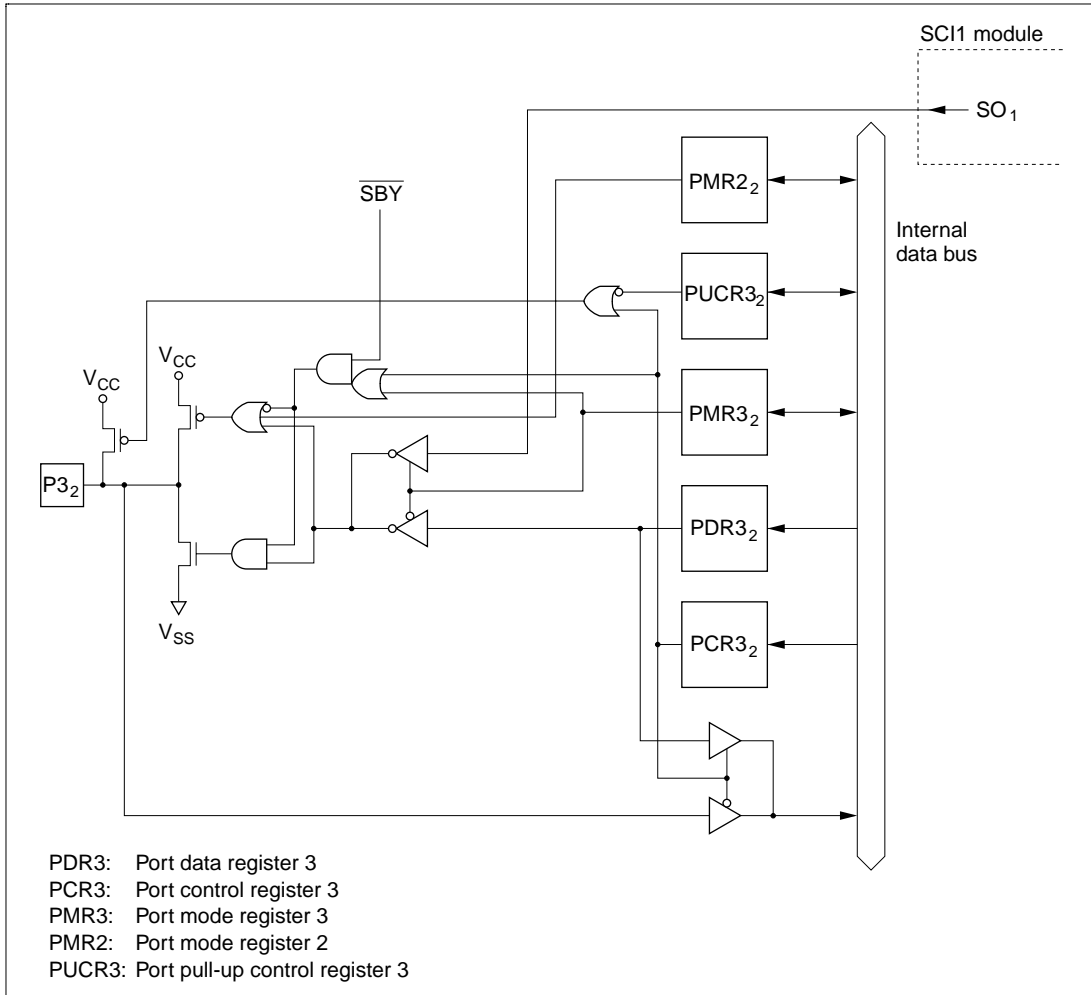 SCI1 module
SO1
PMR22
SBY
Internal
data bus
PUCR32
VCC
VCC
PMR32
P32
PDR32
VSS
PCR32
PDR3: Port data register 3
PCR3: Port control register 3
PMR3: Port mode register 3
PMR2: Port mode register 2
PUCR3: Port pull-up control register 3